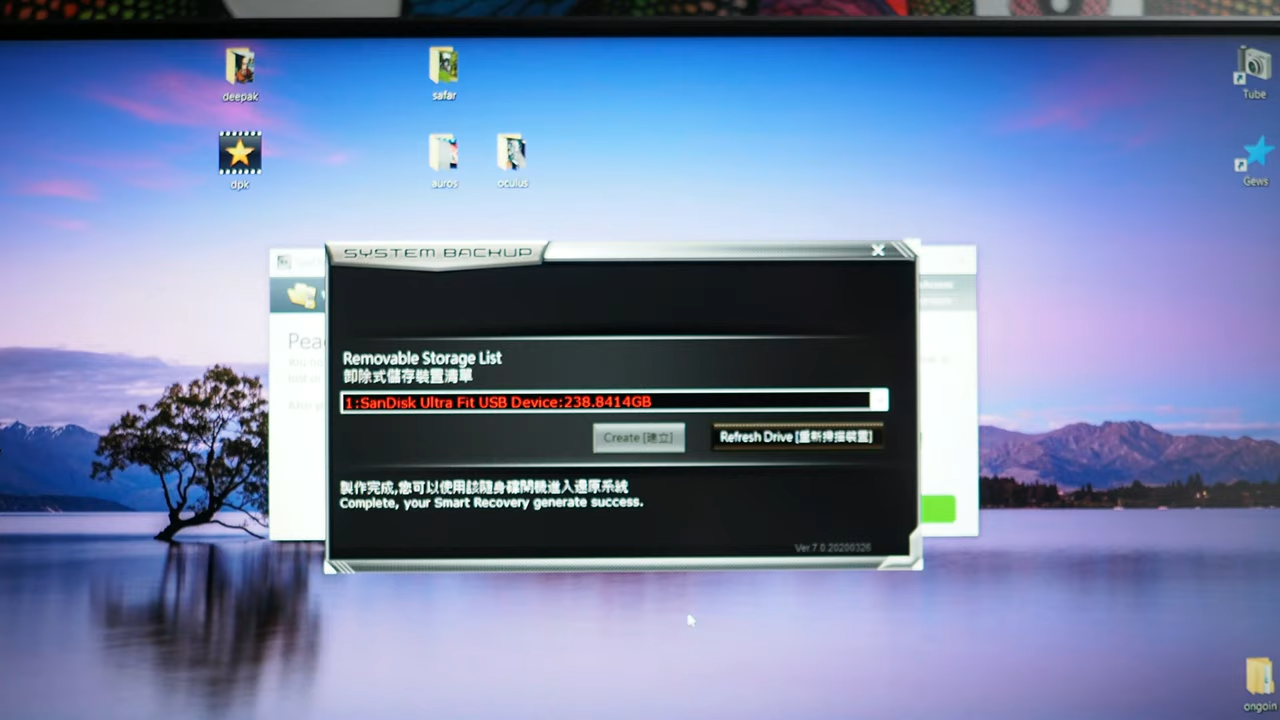 deepak
safar
Tube
dpk
auros
oculus
Gews
SYSTEM BACKUP
Removable Storage List
卸除式儲存裝置清單
1:SanDisk Ultra Fit USB Device:238.8414GB
Create [建立]
Refresh Drive [重新掃描裝置]
製作完成,您可以使用該隨身碟開機進入還原系統
Complete, your Smart Recovery generate success.
Ver.7.0.20200326
Pea
ongoin